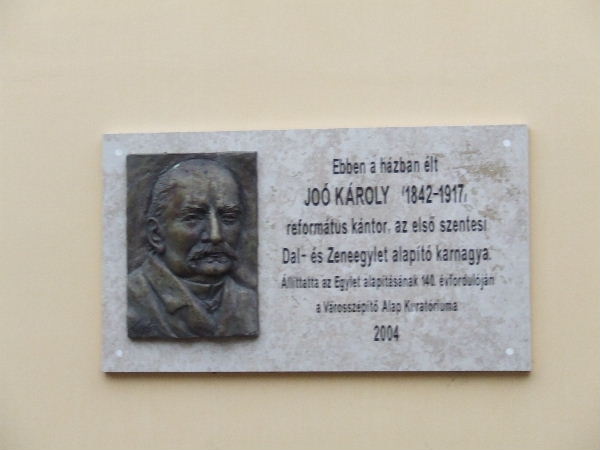 Ebben a házban élt
JOÓ KÁROLY (1842-1917)
református kántor, az első szentesi
Dal- és Zeneegylet alapító karnagya.
Állíttatta az Egylet alapításának 140. évfordulóján
a Városszépítő Alap Kuratóriuma
2004